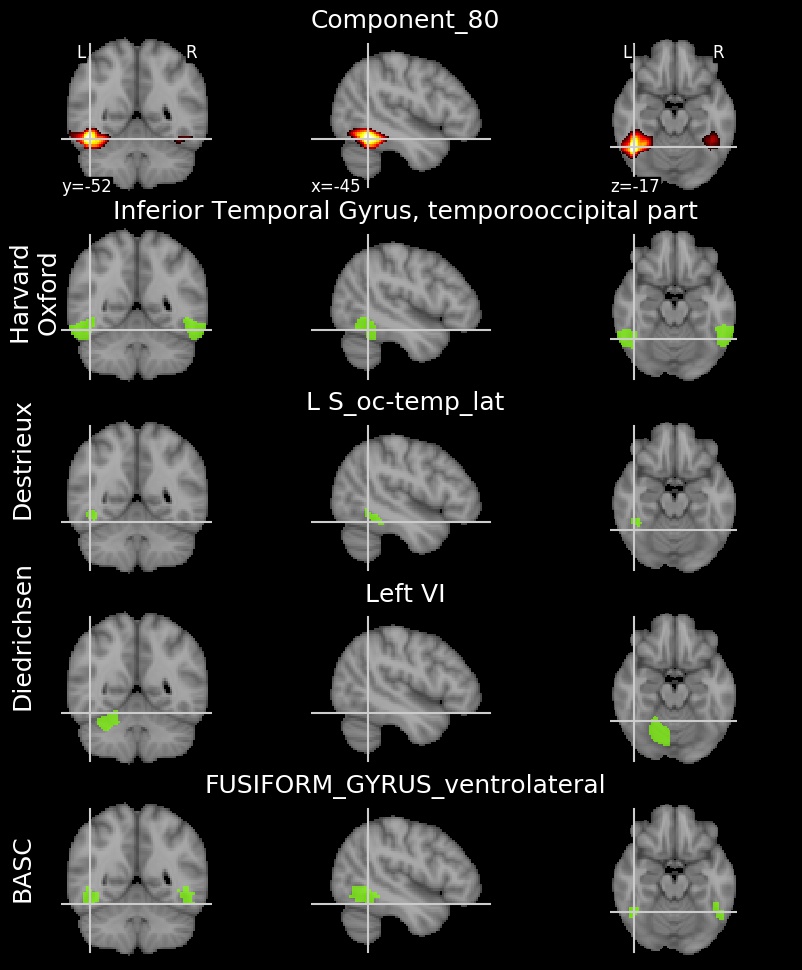 Component_80
L R
L R
y=-52
x=-45
z=-17
Inferior Temporal Gyrus, temporooccipital part
Harvard
Oxford
L S_oc-temp_lat
Destrieux
Left VI
Diedrichsen
FUSIFORM_GYRUS_ventrolateral
BASC